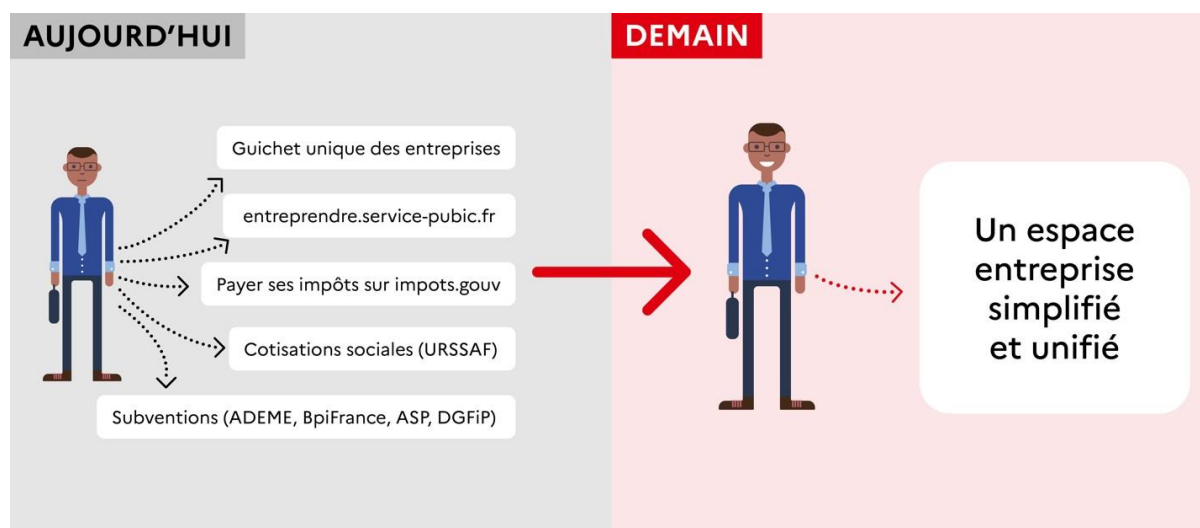 AUJOURD'HUI
Guichet unique des entreprises
entreprendre.service-pubic.fr
Payer ses impôts sur impots.gouv
Cotisations sociales (URSSAF)
Subventions (ADEME, BpiFrance, ASP, DGFiP)
DEMAIN
Un espace
entreprise
simplifié
et unifié